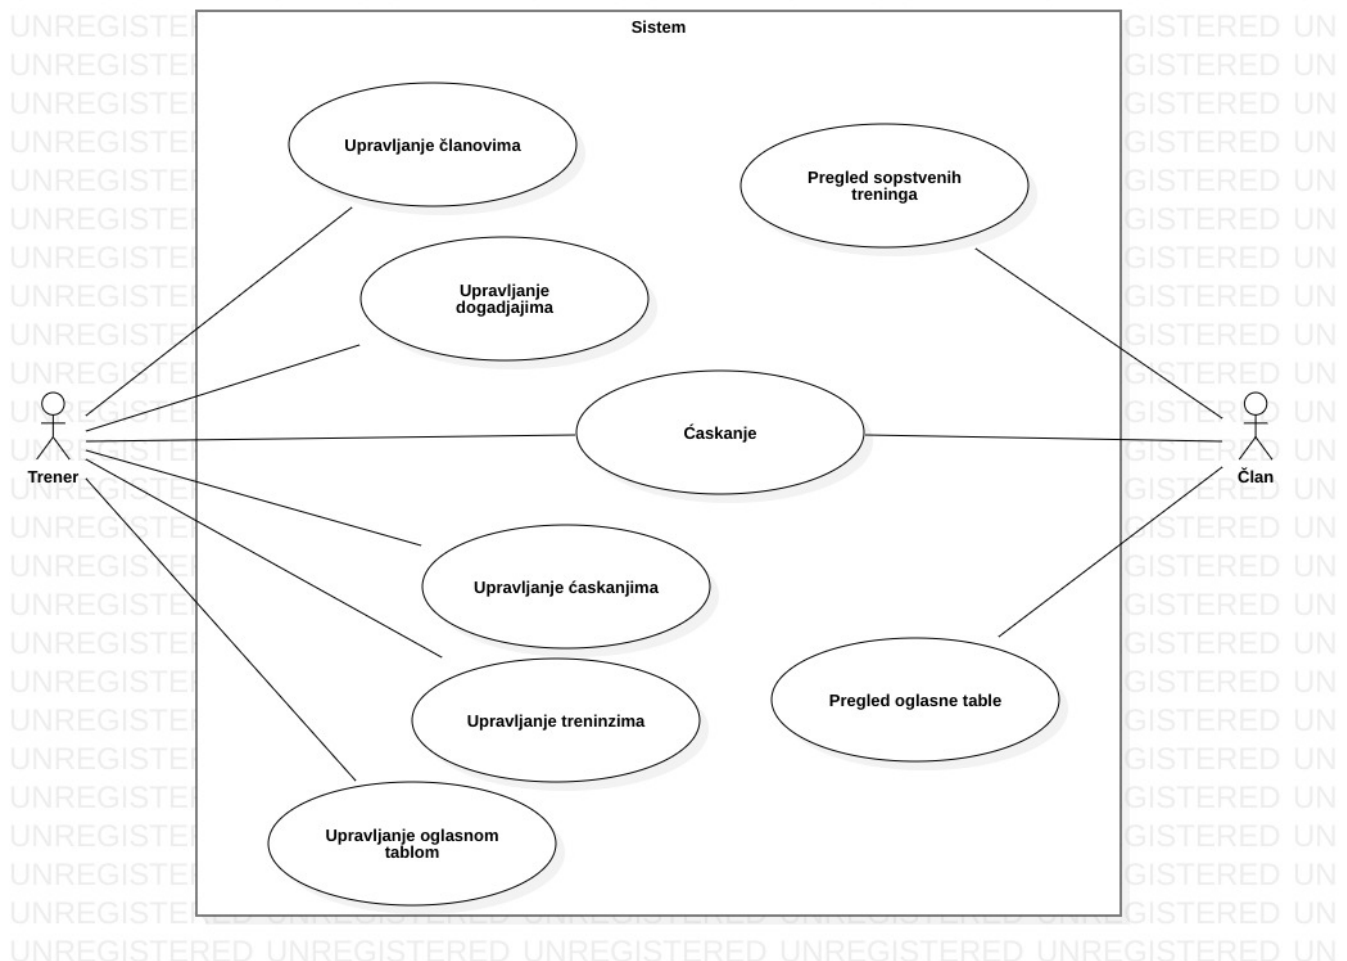 Sistem
Upravljanje članovima
Pregled sopstvenih
treninga
Upravljanje
dogadjajima
Ćaskanje
Trener
Član
Upravljanje ćaskanjima
Upravljanje treninzima
Pregled oglasne table
Upravljanje oglasnom
tablom
UNREGISTERED UNREGISTERED UNREGISTERED UNREGISTERED UNREGISTERED UN